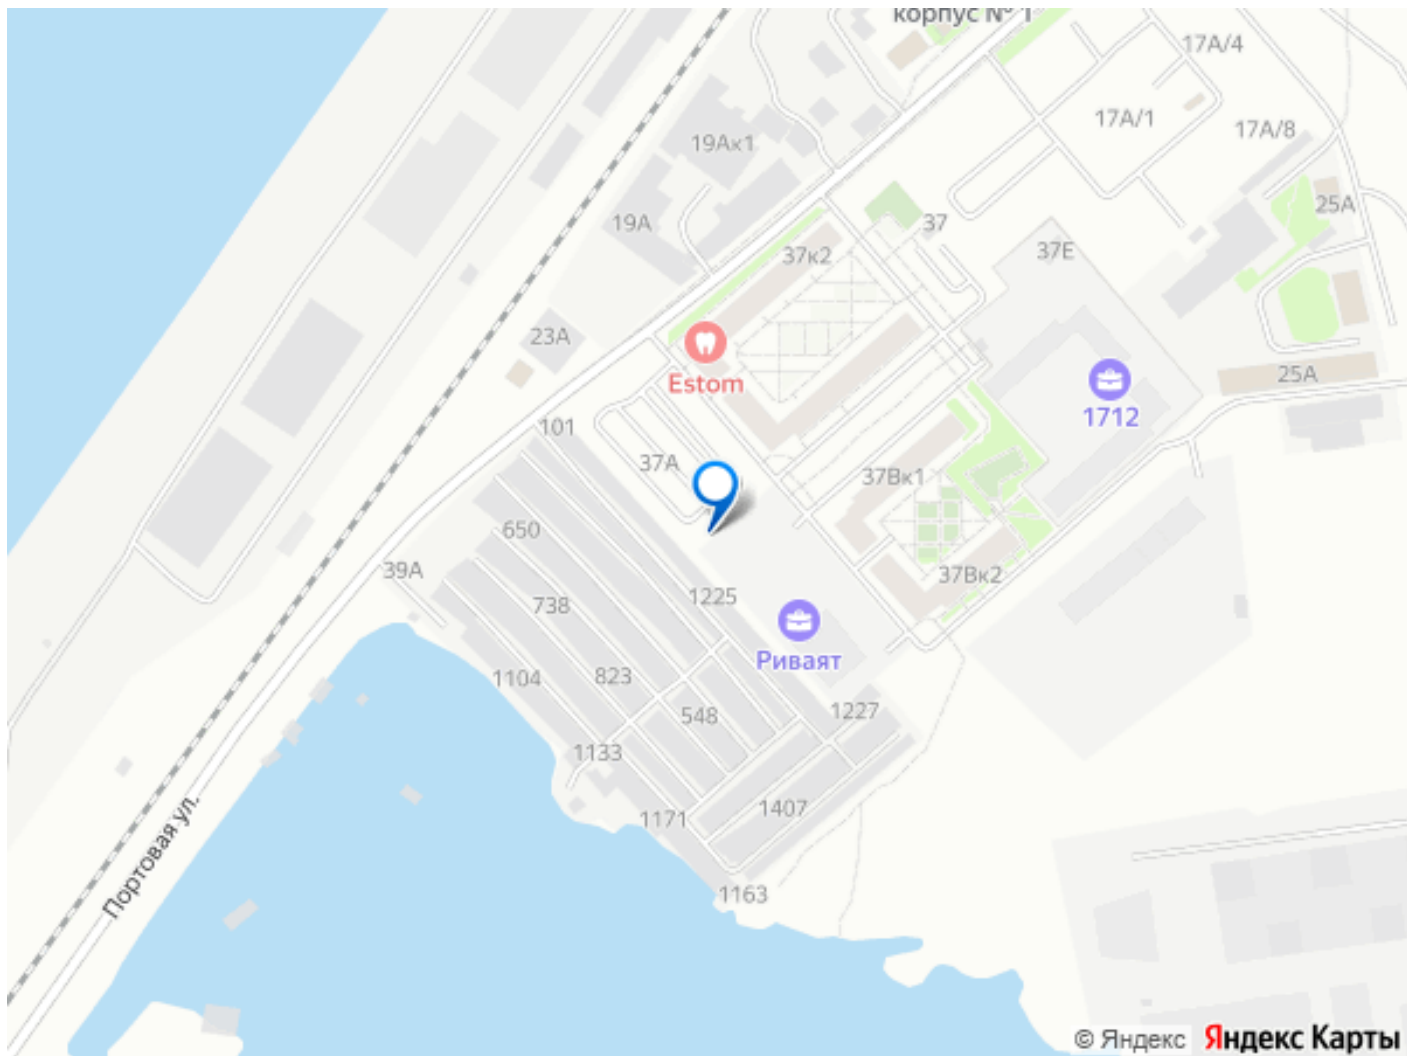 корпус № 1
17А/4
17А/1
17А/8
19Ак1
25А
19А
37
37к2
37Е
23А
Estom
25А
1712
101
37А
37Вк1
650
39А
37Вк2
738
1225
Риваят
1104
823
548
1227
1133
1407
1171
Портовая ул.
1163
© Яндекс
Яндекс Карты